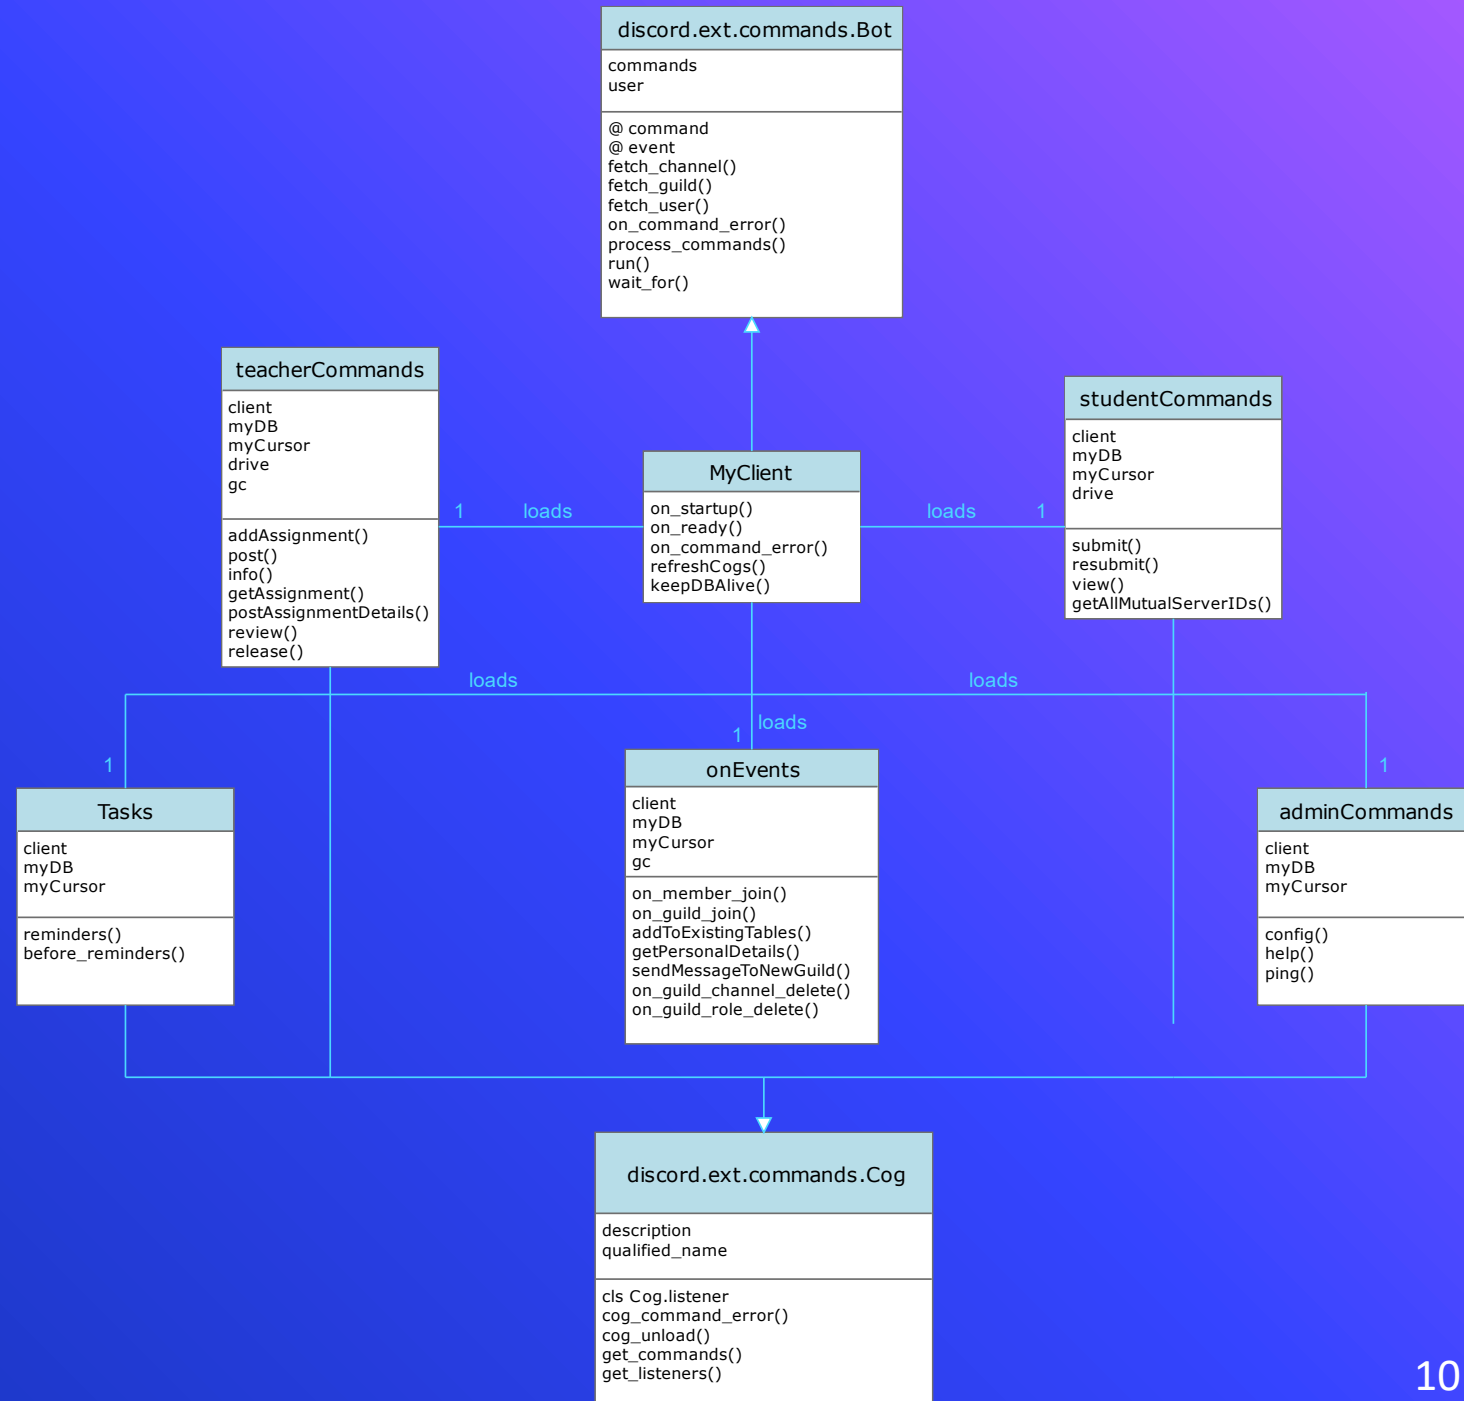 discord.ext.commands.Bot
commands
user
@ command
@ event
fetch_channel()
fetch_guild()
fetch_user()
on_command_error()
process_commands()
run()
wait_for()
teacherCommands
client
myDB
myCursor
drive
gc
addAssignment()
post()
info()
getAssignment()
postAssignmentDetails()
review()
release()
1
loads
MyClient
on_startup()
on_ready()
on_command_error()
refreshCogs()
keepDBAlive()
loads
1
studentCommands
client
myDB
myCursor
drive
submit()
resubmit()
view()
getAllMutualServerIDs()
loads
loads
loads
1
1
1
Tasks
client
myDB
myCursor
reminders()
before_reminders()
onEvents
client
myDB
myCursor
gc
on_member_join()
on_guild_join()
addToExistingTables()
getPersonalDetails()
sendMessageToNewGuild()
on_guild_channel_delete()
on_guild_role_delete()
adminCommands
client
myDB
myCursor
config()
help()
ping()
discord.ext.commands.Cog
description
qualified_name
cls Cog.listener
cog_command_error()
cog_unload()
get_commands()
get_listeners()
10